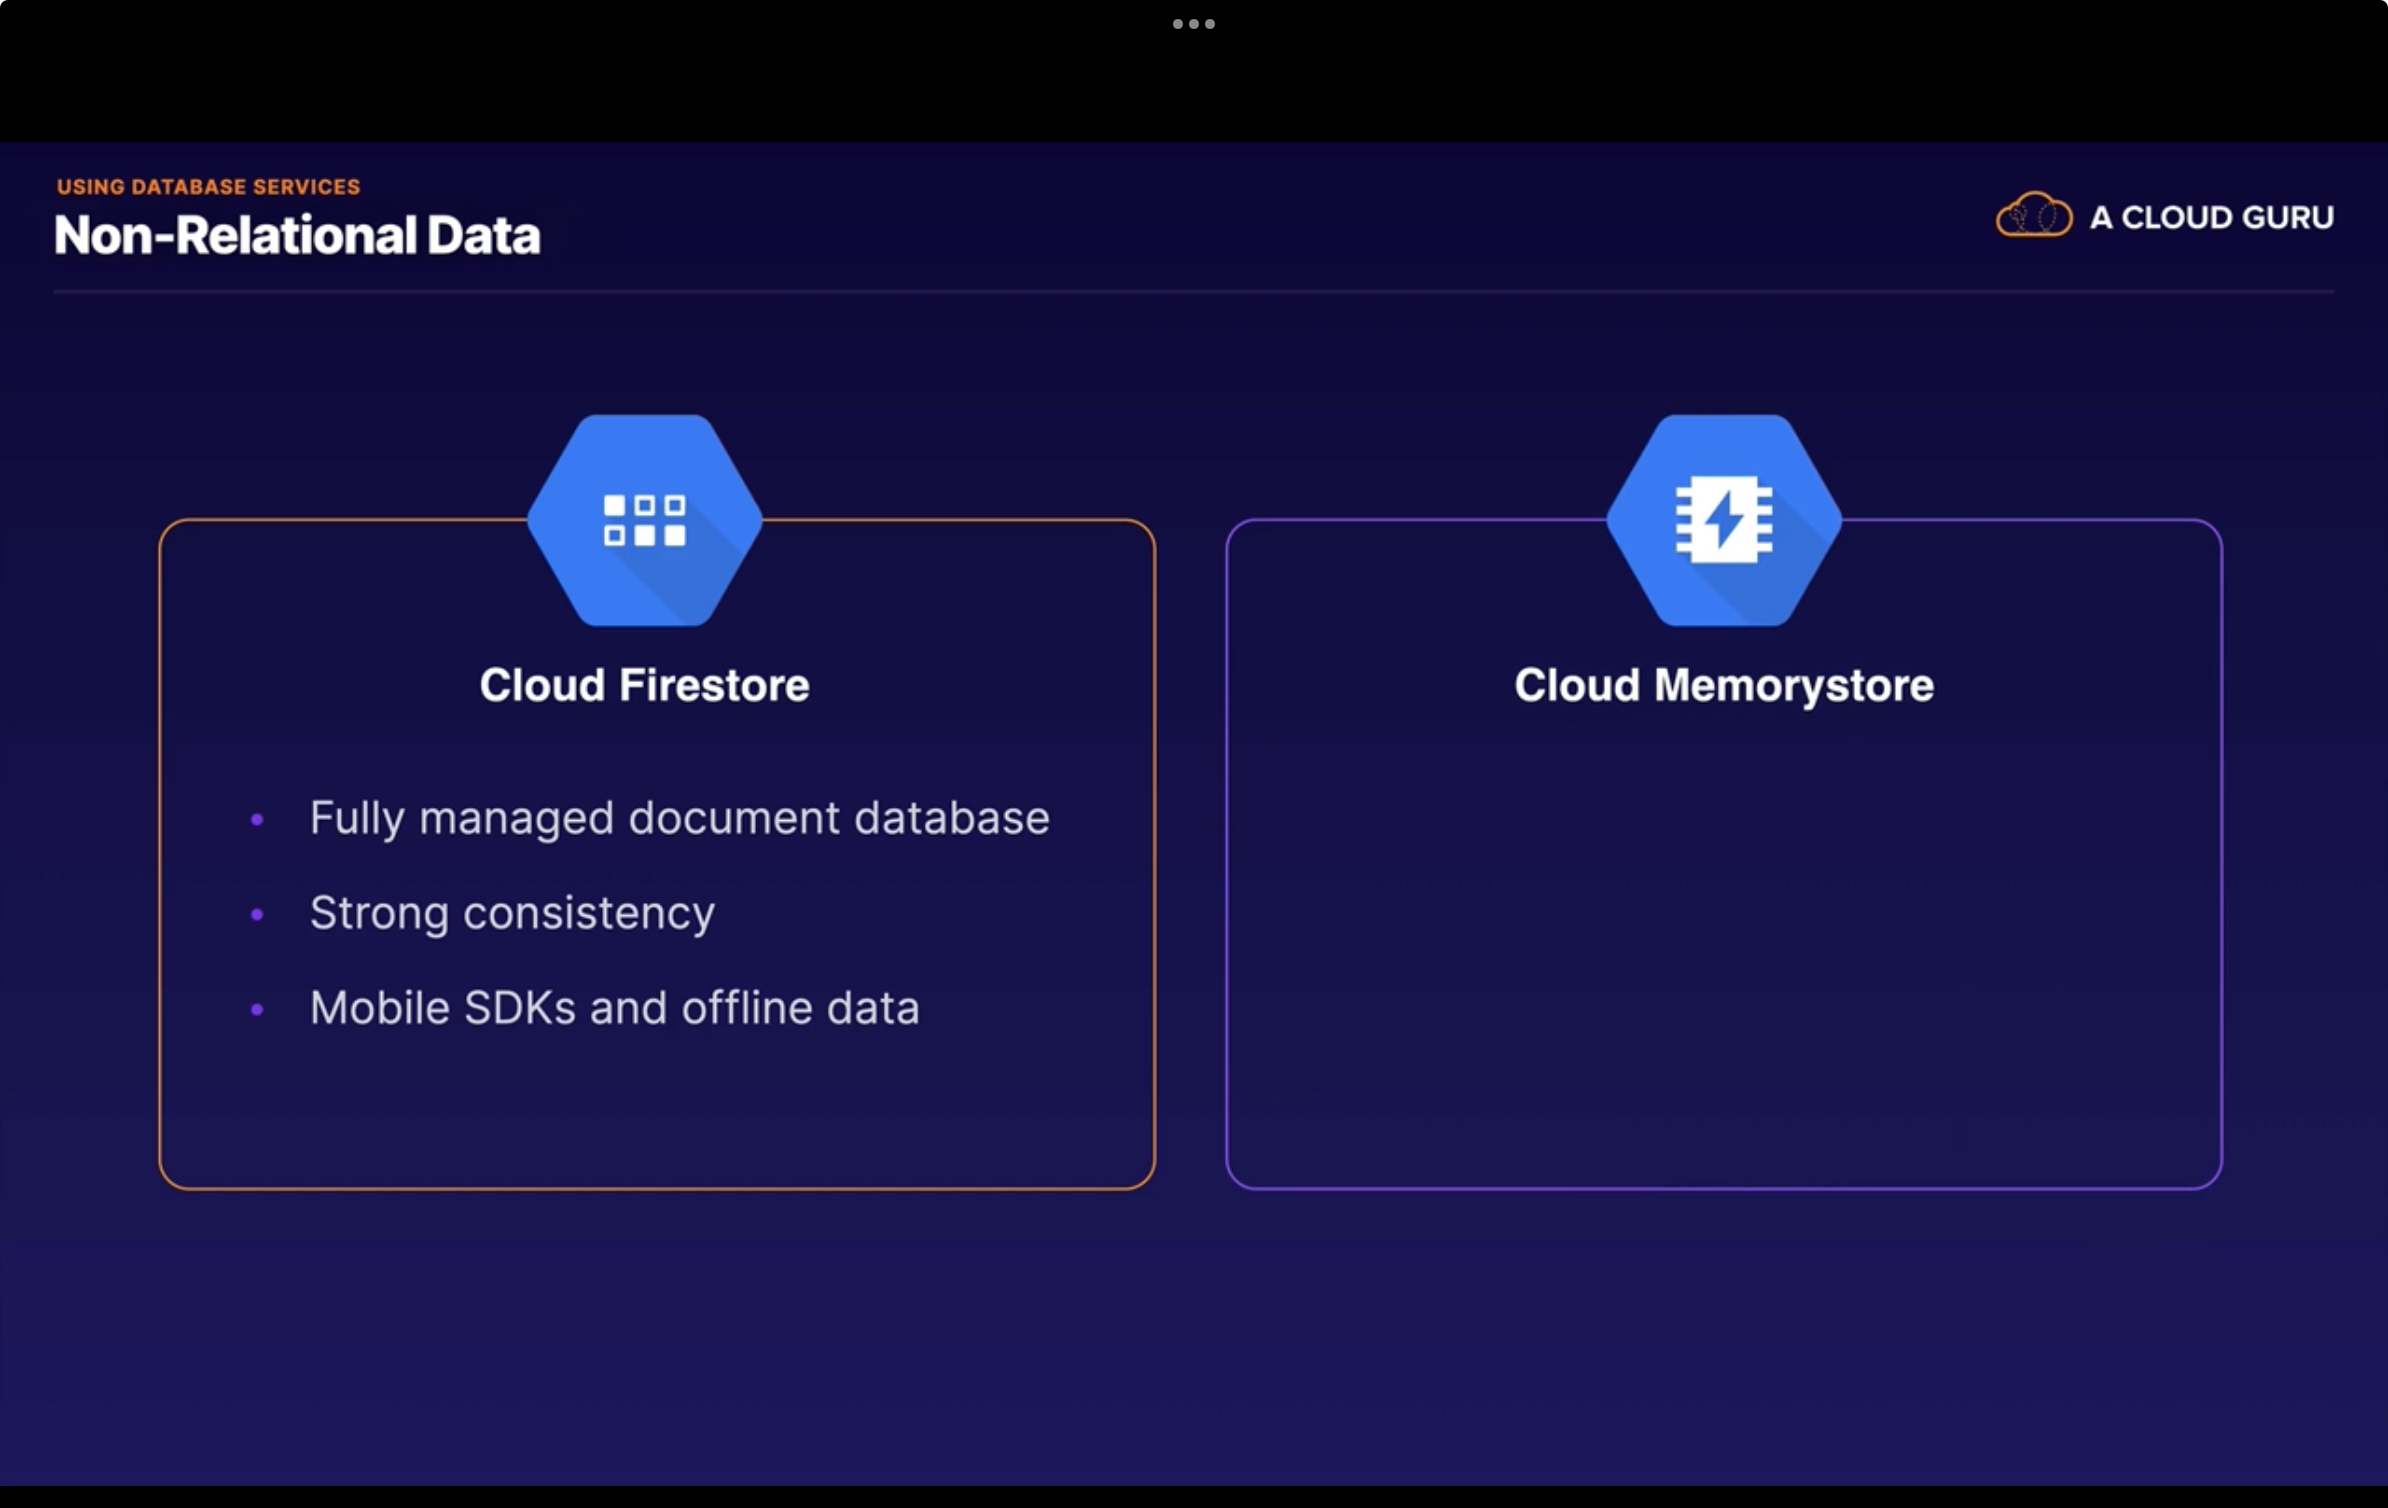 USING DATABASE SERVICES
Non-Relational Data
A CLOUD GURU
Cloud Firestore
• Fully managed document database
• Strong consistency
• Mobile SDKs and offline data
Cloud Memorystore